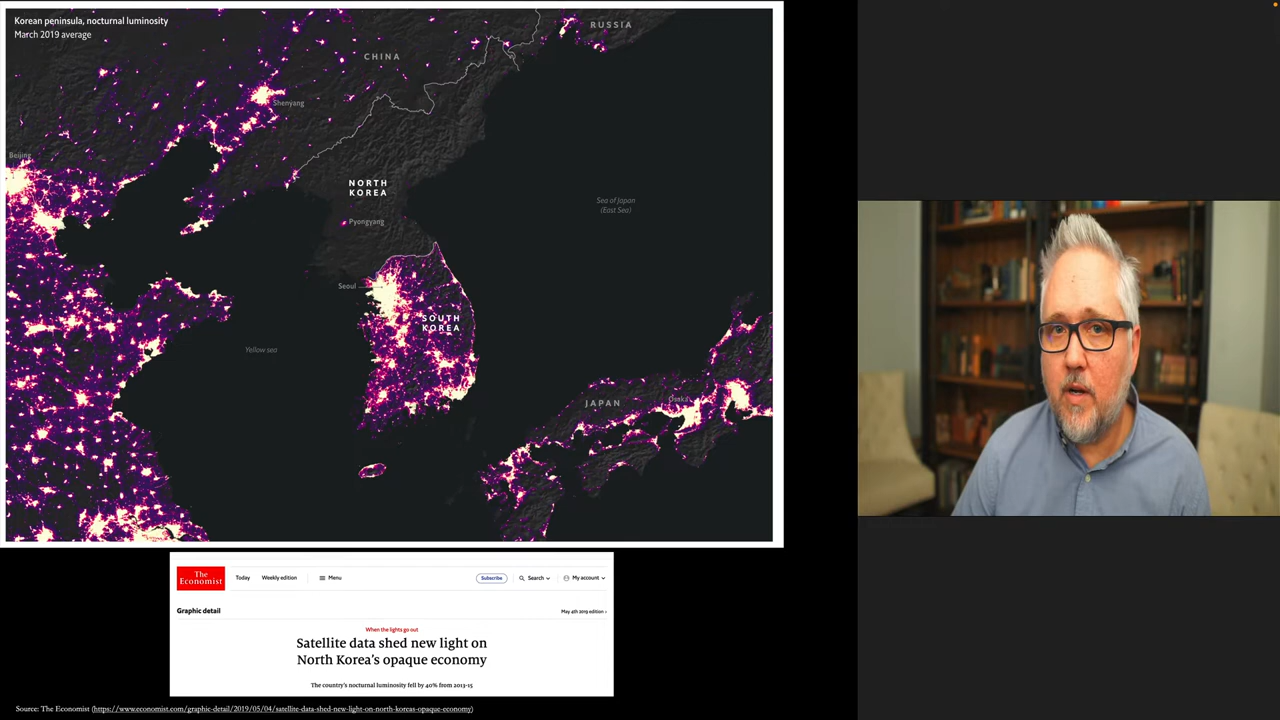 Korean peninsula, nocturnal luminosity
March 2019 average
RUSSIA
CHINA
Shenyang
Beijing
NORTH
KOREA
Sea of Japan
(East Sea)
Pyongyang
Seoul
SOUTH
KOREA
Yellow sea
JAPAN
Osaka
The
Economist
Today
Weekly edition
Menu
Subscribe
Search
My account
Graphic detail
May 4th 2019 edition
When the lights go out
Satellite data shed new light on
North Korea's opaque economy
The country's nocturnal luminosity fell by 40% from 2013-15
Source: The Economist (https://www.economist.com/graphic-detail/2019/05/04/satellite-data-shed-new-light-on-north-koreas-opaque-economy)